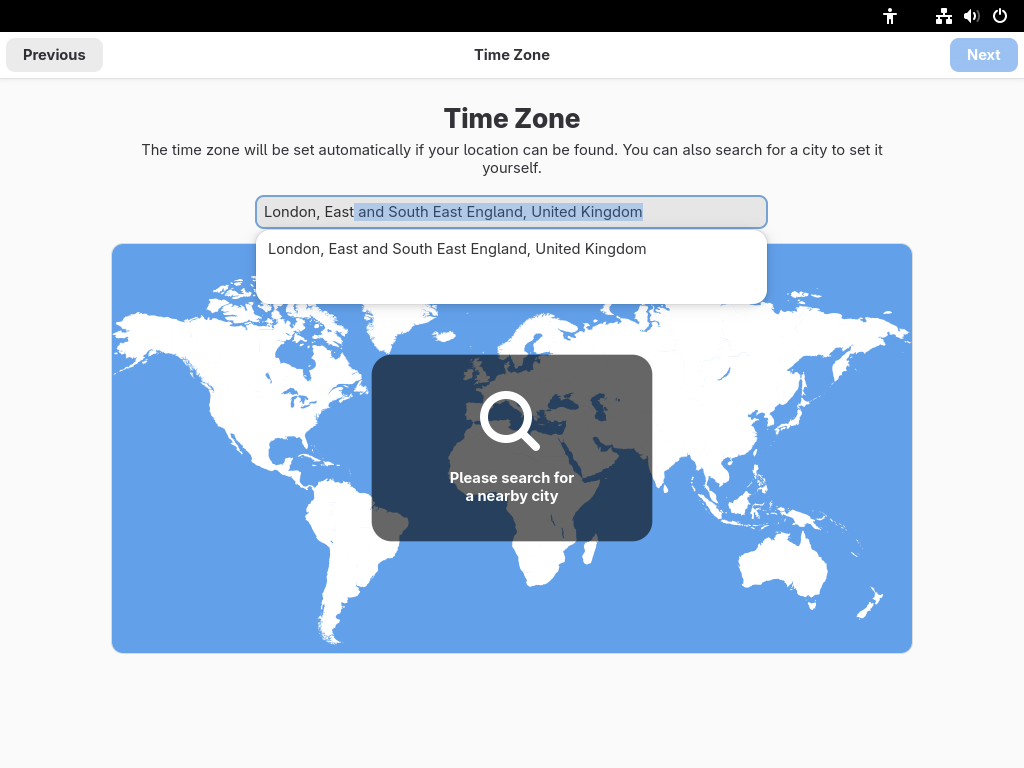 Previous
Time Zone
Next
Time Zone
The time zone will be set automatically if your location can be found. You can also search for a city to set it
yourself.
London, East and South East England, United Kingdom
London, East and South East England, United Kingdom
Please search for
a nearby city